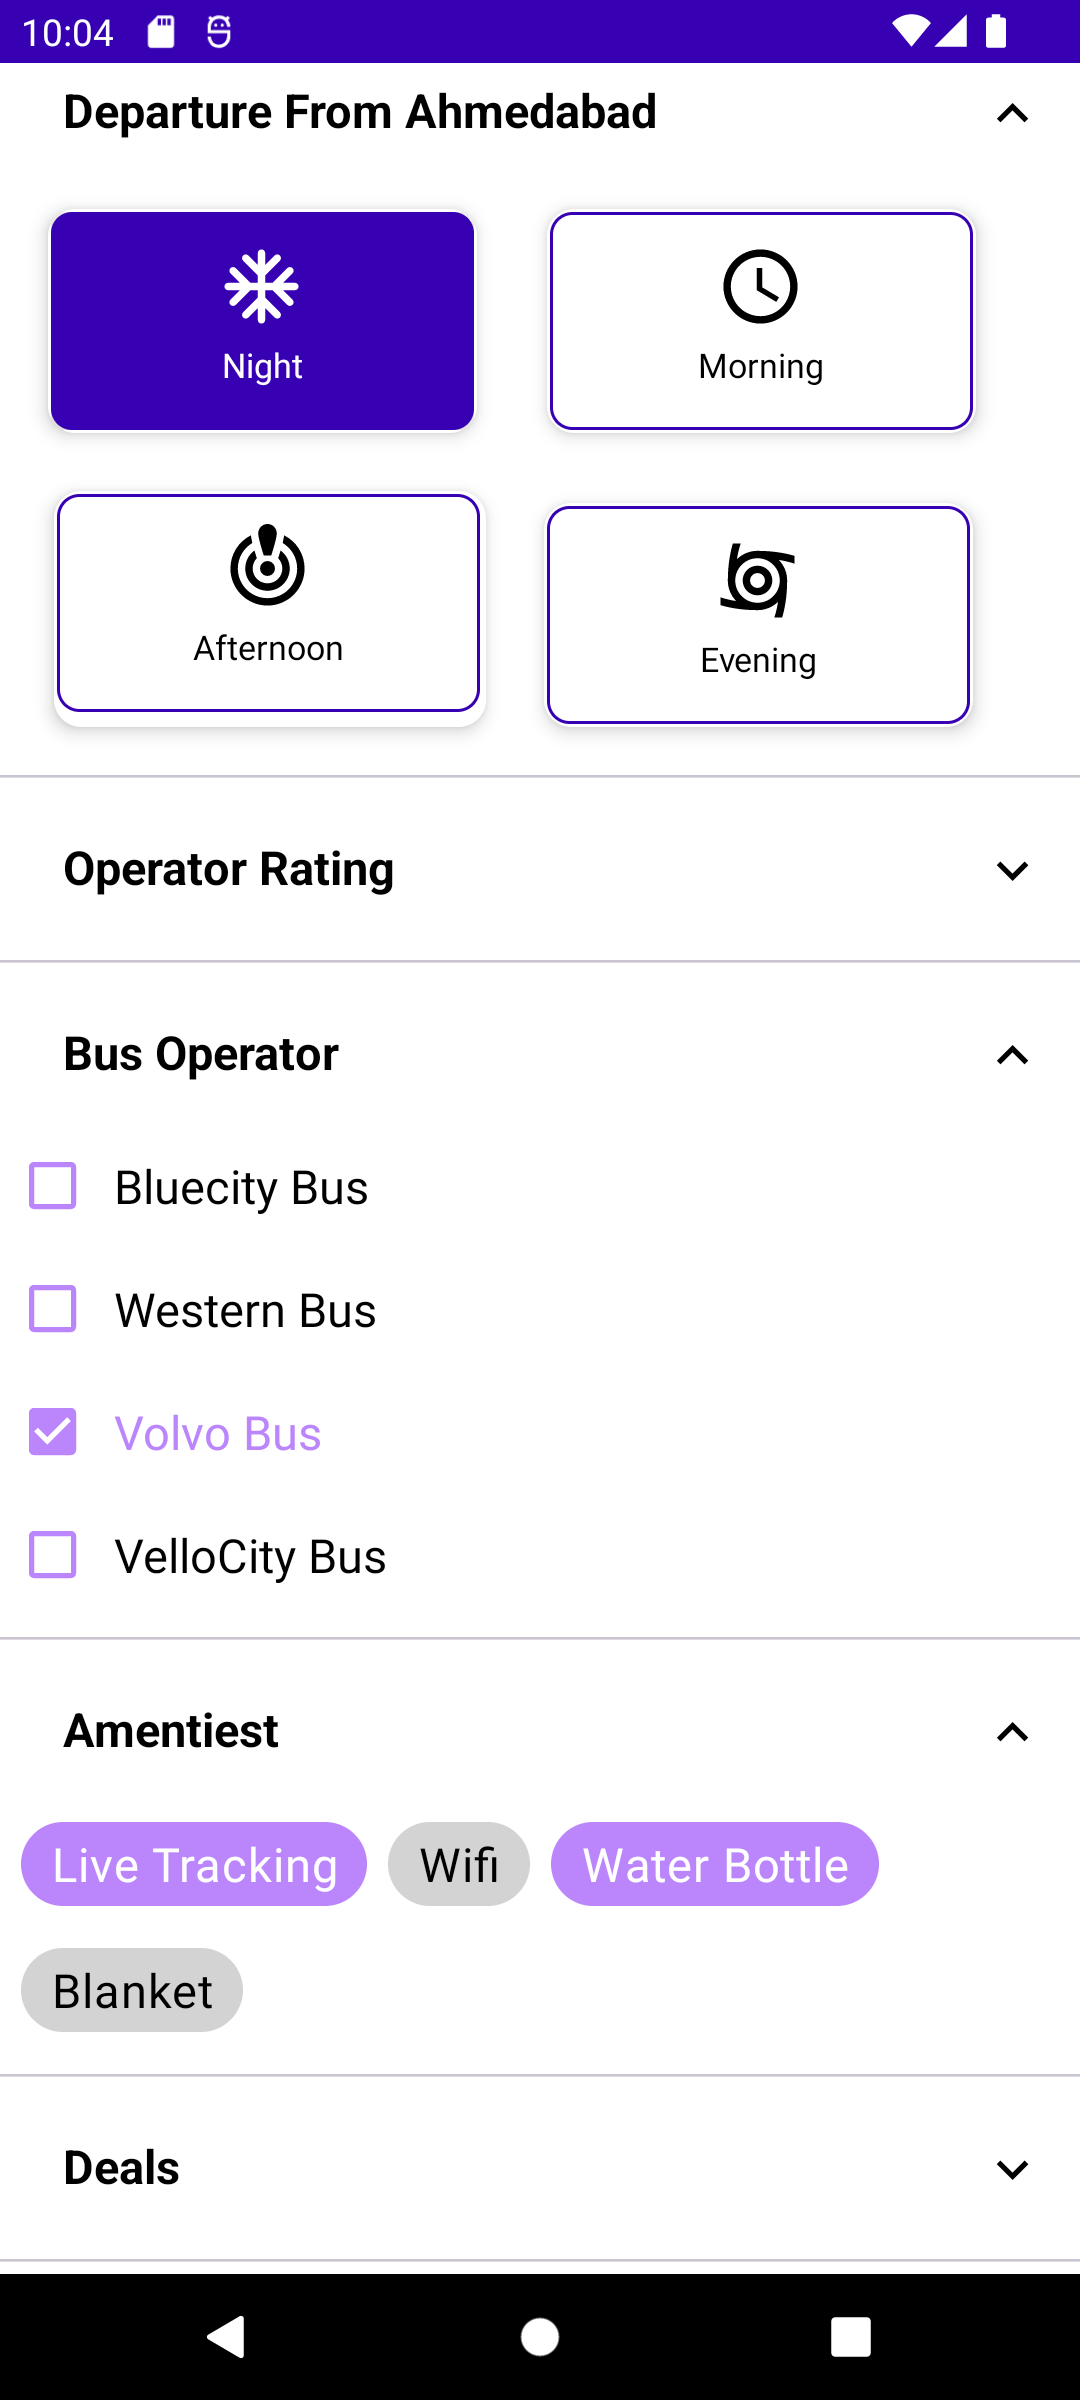 10:04
Departure From Ahmedabad
Night
Morning
Afternoon
Evening
Operator Rating
Bus Operator
Bluecity Bus
Western Bus
Volvo Bus
VelloCity Bus
Amentiest
Live Tracking Wifi Water Bottle
Blanket
Deals